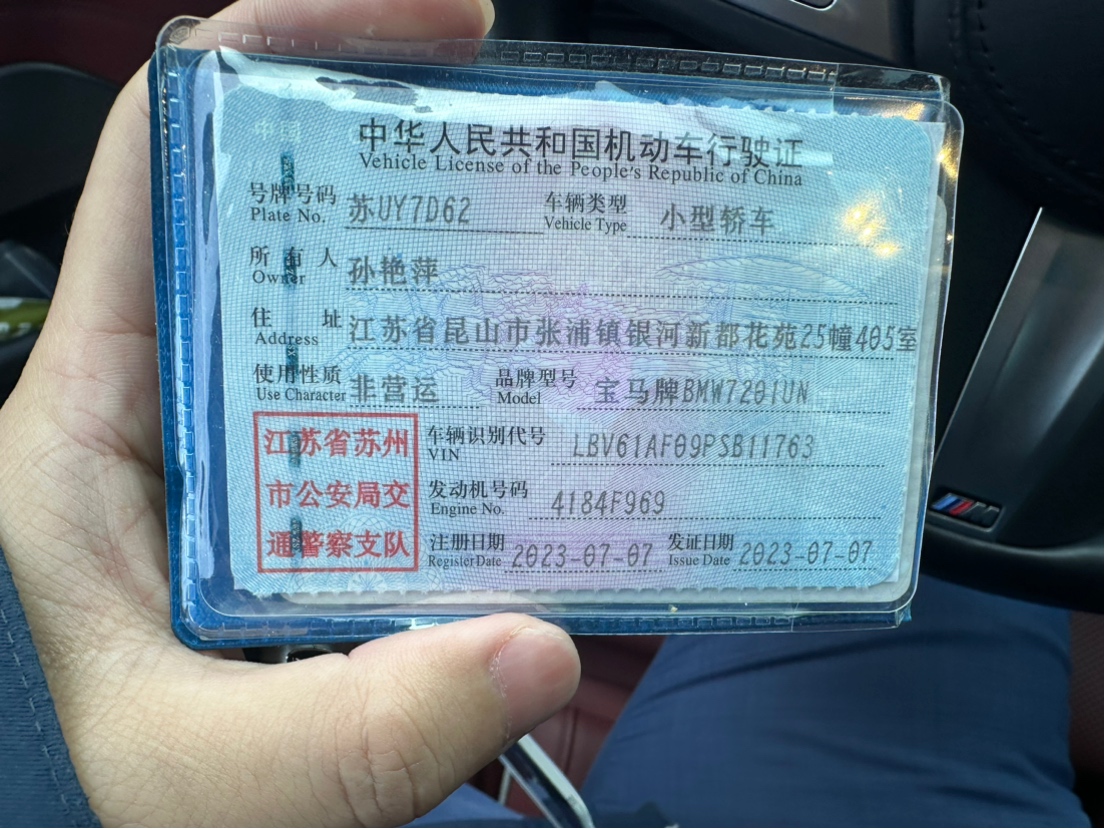 中华人民共和国机动车行驶证
Vehicle License of the People's Republic of China
号牌号码 苏UY7D62 车辆类型 小型轿车
Plate No. Vehicle Type
所有人 孙艳萍
Owner
住址 江苏省昆山市张浦镇银河新都花苑25幢405室
Address
使用性质 非营运 品牌型号 宝马牌BMW7201UN
Use Character Model
江苏省苏州
市公安局交
通警察支队
车辆识别代号 LBV61AF09PSB11763
VIN
发动机号码 4184F969
Engine No.
注册日期 2023-07-07 发证日期 2023-07-07
Register Date Issue Date